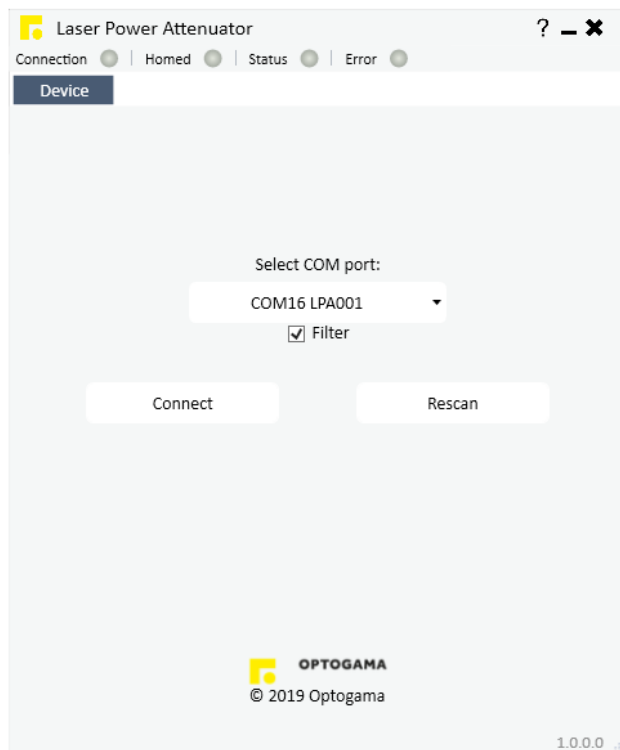 Laser Power Attenuator ?
Connection Homed Status Error
Device
Select COM port:
COM16 LPA001
Filter
Connect Rescan
OPTOGAMA
© 2019 Optogama
1.0.0.0